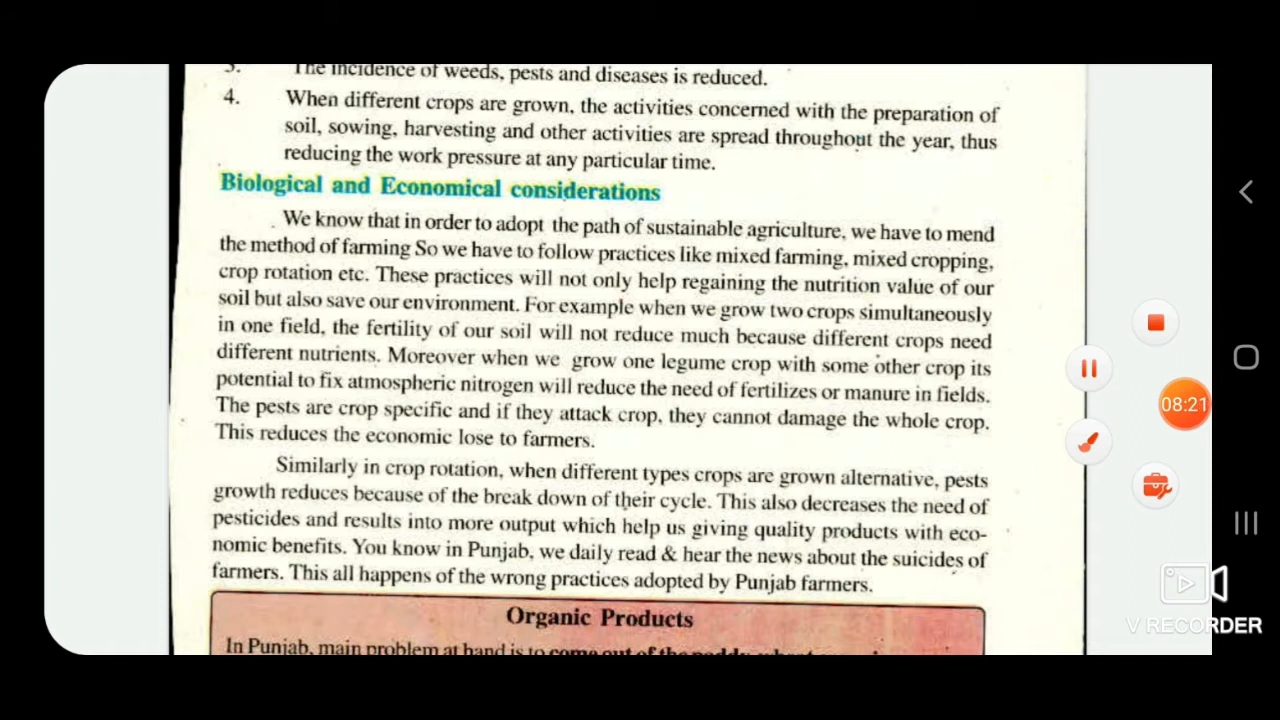 3. The incidence of weeds, pests and diseases is reduced.
4. When different crops are grown, the activities concerned with the preparation of
soil, sowing, harvesting and other activities are spread throughout the year, thus
reducing the work pressure at any particular time.
Biological and Economical considerations
We know that in order to adopt the path of sustainable agriculture, we have to mend
the method of farming So we have to follow practices like mixed farming, mixed cropping,
crop rotation etc. These practices will not only help regaining the nutrition value of our
soil but also save our environment. For example when we grow two crops simultaneously
in one field, the fertility of our soil will not reduce much because different crops need
different nutrients. Moreover when we grow one legume crop with some other crop its
potential to fix atmospheric nitrogen will reduce the need of fertilizes or manure in fields.
The pests are crop specific and if they attack crop, they cannot damage the whole crop.
This reduces the economic lose to farmers.
Similarly in crop rotation, when different types crops are grown alternative, pests
growth reduces because of the break down of their cycle. This also decreases the need of
pesticides and results into more output which help us giving quality products with eco-
nomic benefits. You know in Punjab, we daily read & hear the news about the suicides of
farmers. This all happens of the wrong practices adopted by Punjab farmers.
Organic Products
In Punjab, main problem at hand is to come out of the paddy-wheat
08:21
V RECORDER